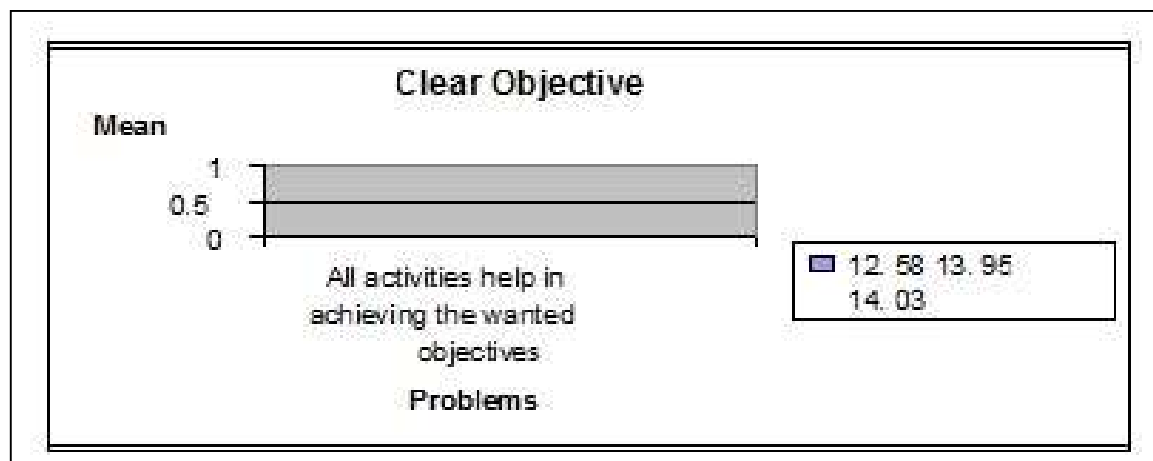 Clear Objective
Mean
1
0.5
0
All activities help in
achieving the wanted
objectives
Problems
12. 58 13. 95
14. 03